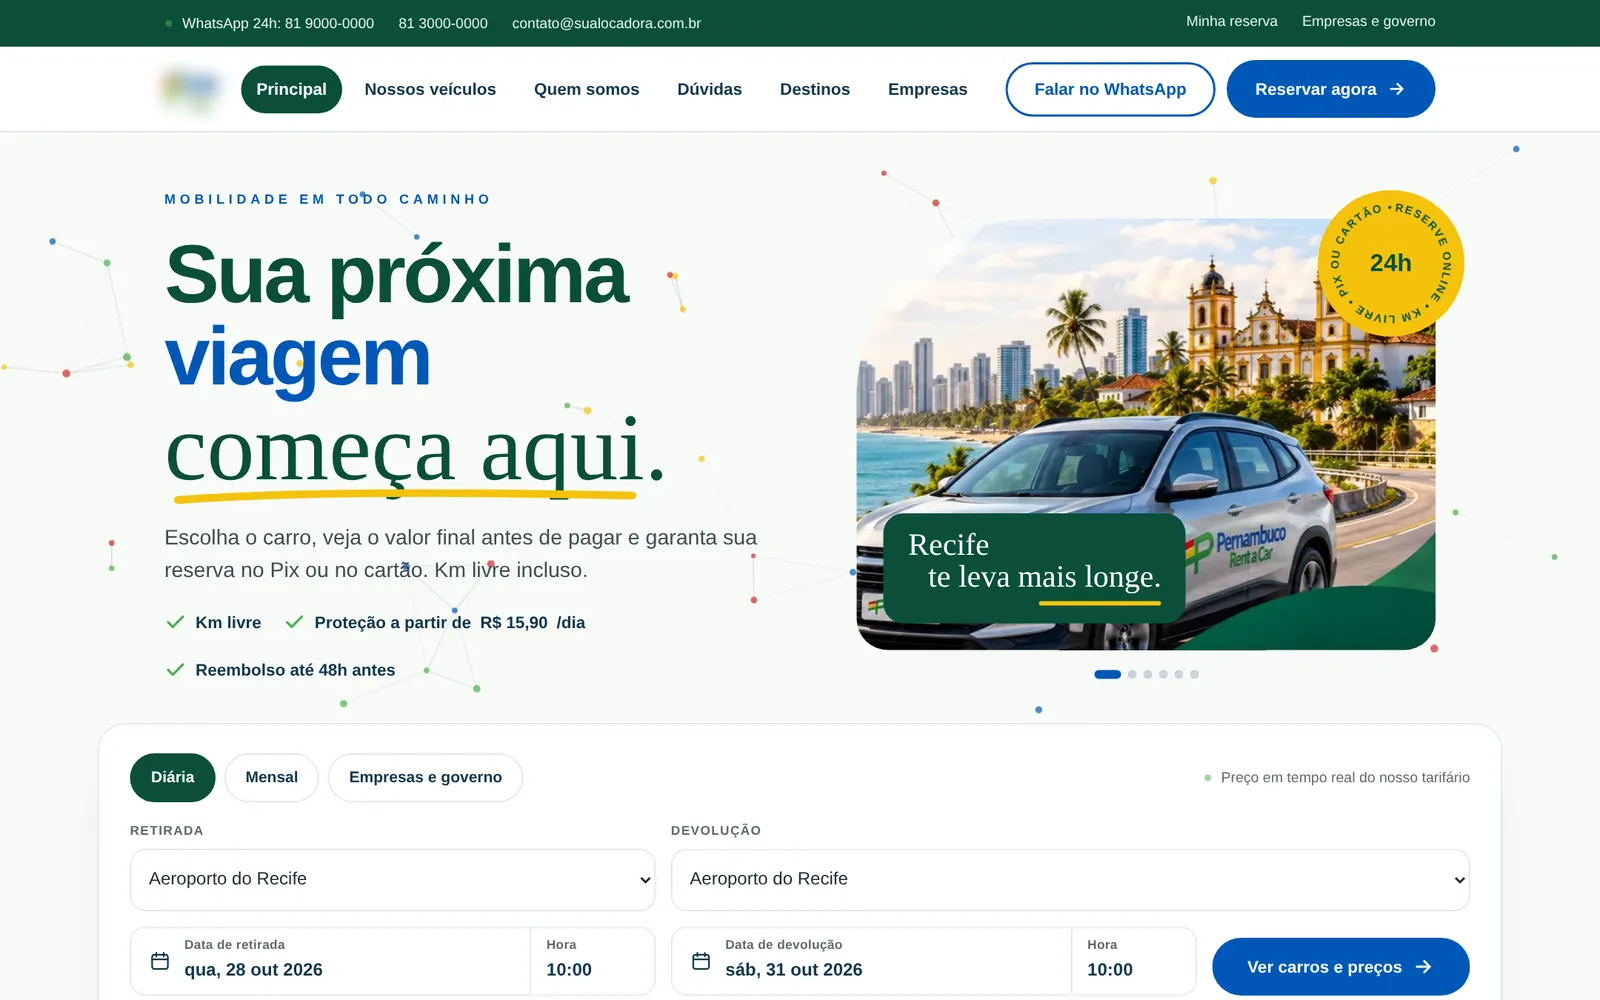 WhatsApp 24h: 81 9000-0000 81 3000-0000 contato@sualocadora.com.br Minha reserva Empresas e governo
Principal Nossos veículos Quem somos Dúvidas Destinos Empresas Falar no WhatsApp Reservar agora
MOBILIDADE EM TODO CAMINHO
Sua próxima
viagem
começa aqui.
Escolha o carro, veja o valor final antes de pagar e garanta sua
reserva no Pix ou no cartão. Km livre incluso.
Km livre Proteção a partir de R$ 15,90 /dia
Reembolso até 48h antes
RESERVE ONLINE • KM LIVRE • PIX OU CARTÃO •
24h
Pernambuco
Rent a Car
Recife
te leva mais longe.
Diária Mensal Empresas e governo Preço em tempo real do nosso tarifário
RETIRADA DEVOLUÇÃO
Aeroporto do Recife Aeroporto do Recife
Data de retirada Hora Data de devolução Hora
qua, 28 out 2026 10:00 sáb, 31 out 2026 10:00 Ver carros e preços